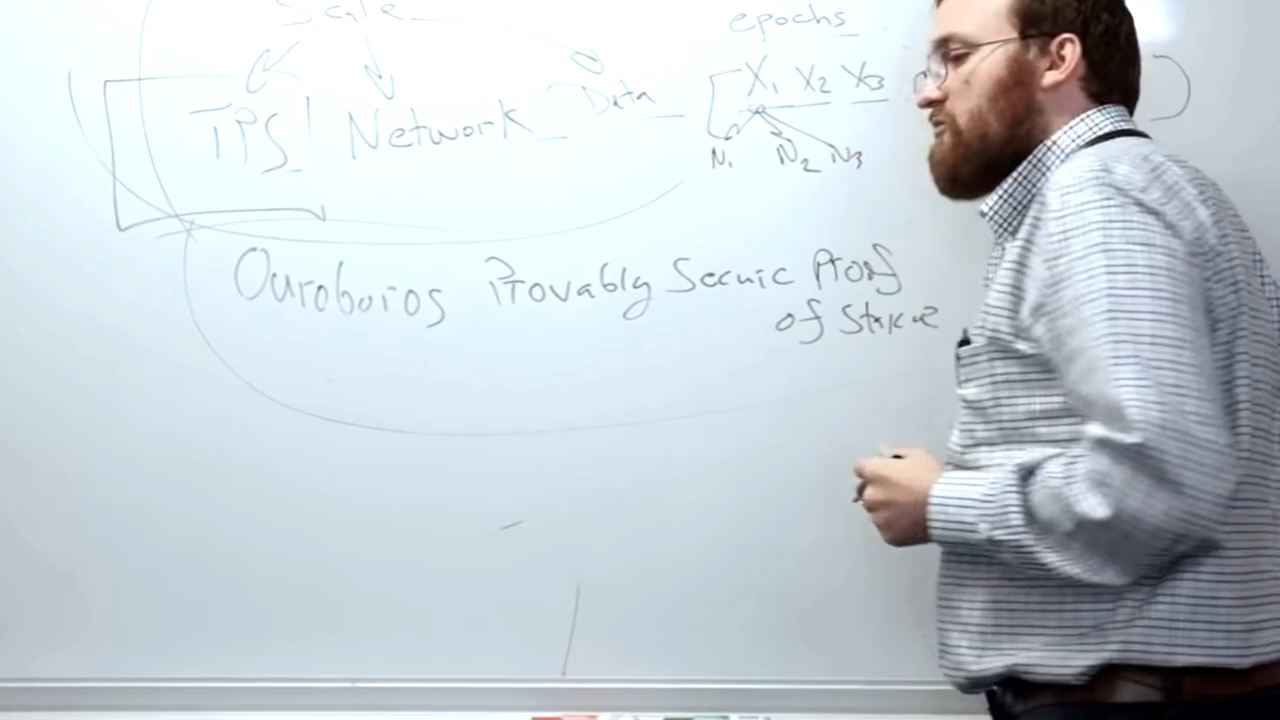 Scale
epochs
TPS Network Data
X1 X2 X3
N1 N2 N3
Ouroboros Provably Secure Proof
of Stake